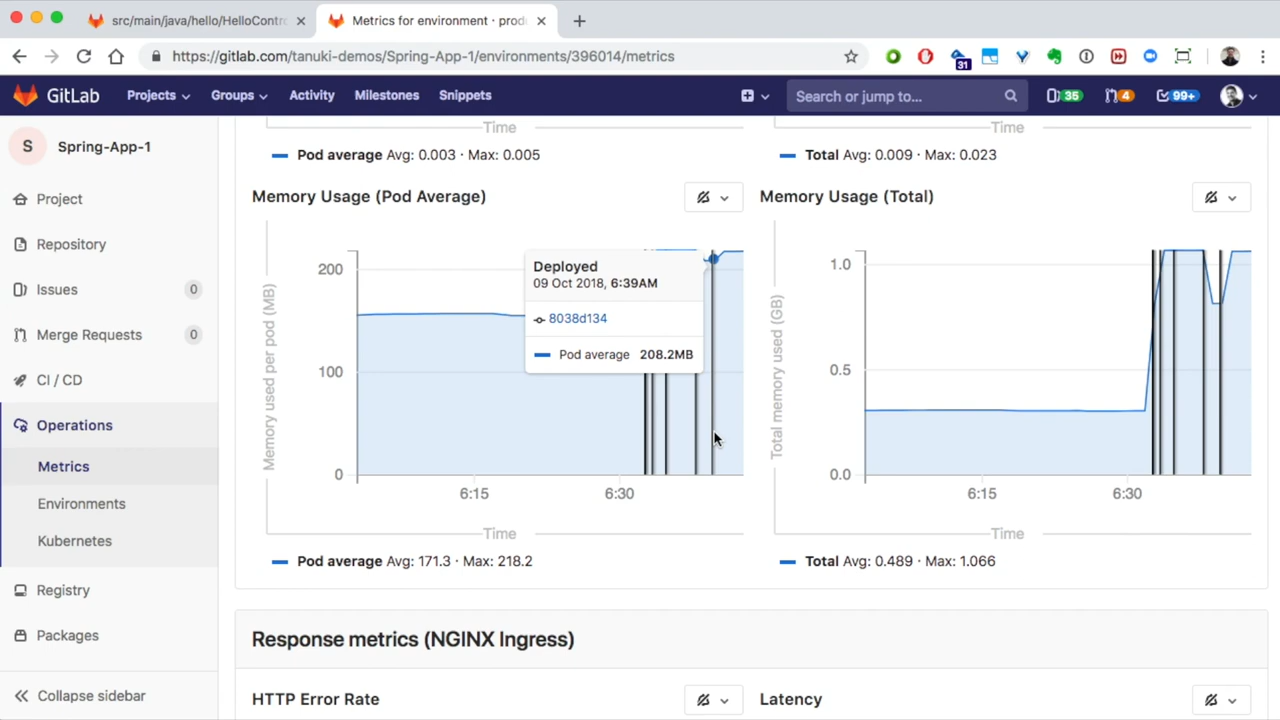 src/main/java/hello/HelloContro
Metrics for environment · prod
https://gitlab.com/tanuki-demos/Spring-App-1/environments/396014/metrics
31
GitLab
Projects
Groups
Activity
Milestones
Snippets
Search or jump to...
35
4
99+
S
Spring-App-1
Project
Repository
Issues
0
Merge Requests
0
CI / CD
Operations
Metrics
Environments
Kubernetes
Registry
Packages
Collapse sidebar
Time
Pod average Avg: 0.003 · Max: 0.005
Time
Total Avg: 0.009 · Max: 0.023
Memory Usage (Pod Average)
Memory used per pod (MB)
200
100
0
6:15
6:30
Time
Deployed
09 Oct 2018, 6:39AM
8038d134
Pod average 208.2MB
Pod average Avg: 171.3 · Max: 218.2
Memory Usage (Total)
Total memory used (GB)
1.0
0.5
0.0
6:15
6:30
Time
Total Avg: 0.489 · Max: 1.066
Response metrics (NGINX Ingress)
HTTP Error Rate
Latency